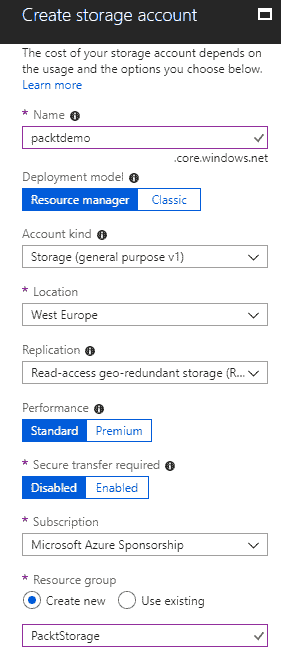 Create storage account
The cost of your storage account depends on
the usage and the options you choose below.
Learn more
* Name
packtdemo
.core.windows.net
Deployment model
Resource manager Classic
Account kind
Storage (general purpose v1)
* Location
West Europe
Replication
Read-access geo-redundant storage (R...
Performance
Standard Premium
* Secure transfer required
Disabled Enabled
* Subscription
Microsoft Azure Sponsorship
* Resource group
Create new Use existing
PacktStorage